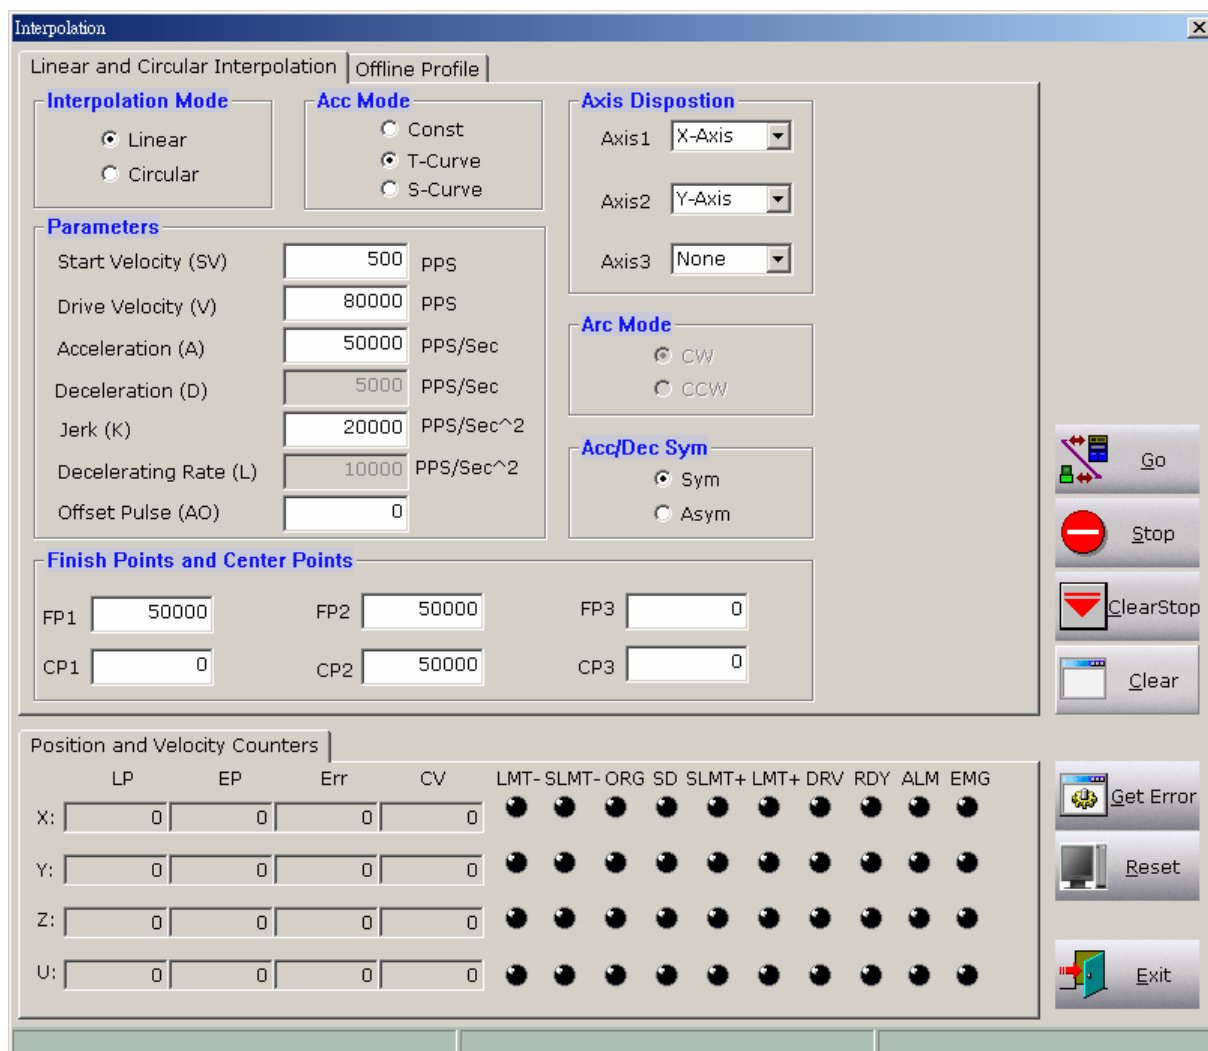 Interpolation
Linear and Circular Interpolation Offline Profile
Interpolation Mode Acc Mode Axis Dispostion
Linear
Circular
Const
T-Curve
S-Curve
Axis1 X-Axis
Axis2 Y-Axis
Axis3 None
Parameters
Start Velocity (SV) 500 PPS
Drive Velocity (V) 80000 PPS
Acceleration (A) 50000 PPS/Sec
Deceleration (D) 5000 PPS/Sec
Jerk (K) 20000 PPS/Sec^2
Decelerating Rate (L) 10000 PPS/Sec^2
Offset Pulse (AO) 0
Arc Mode
CW
CCW
Acc/Dec Sym
Sym
Asym
Finish Points and Center Points
FP1 50000 FP2 50000 FP3 0
CP1 0 CP2 50000 CP3 0
Go
Stop
ClearStop
Clear
Position and Velocity Counters
LP EP Err CV LMT- SLMT- ORG SD SLMT+ LMT+ DRV RDY ALM EMG
X: 0 0 0 0
Y: 0 0 0 0
Z: 0 0 0 0
U: 0 0 0 0
Get Error
Reset
Exit